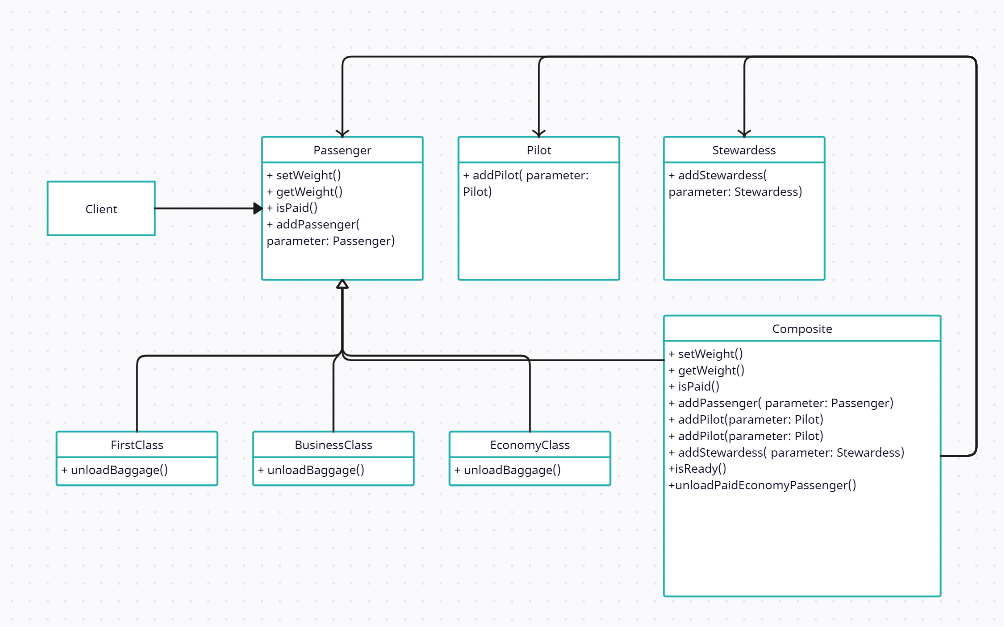 Client
Passenger
+ setWeight()
+ getWeight()
+ isPaid()
+ addPassenger(
parameter: Passenger)
Pilot
+ addPilot( parameter:
Pilot)
Stewardess
+ addStewardess(
parameter: Stewardess)
Composite
+ setWeight()
+ getWeight()
+ isPaid()
+ addPassenger( parameter: Passenger)
+ addPilot(parameter: Pilot)
+ addPilot(parameter: Pilot)
+ addStewardess( parameter: Stewardess)
+isReady()
+unloadPaidEconomyPassenger()
FirstClass
+ unloadBaggage()
BusinessClass
+ unloadBaggage()
EconomyClass
+ unloadBaggage()